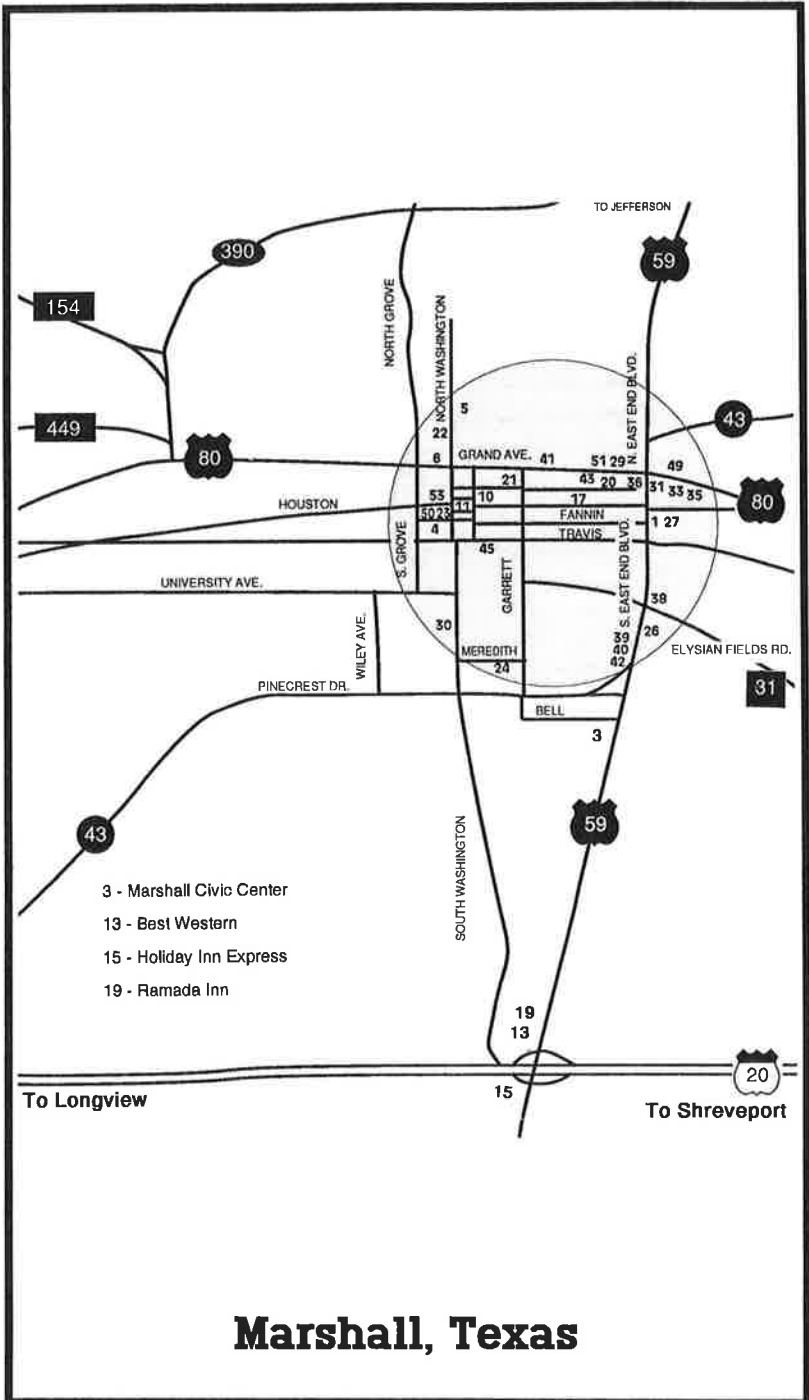 TO JEFFERSON
390
59
154
NORTH GROVE
NORTH WASHINGTON
N. EAST END BLVD.
5
43
449
22
80
6
GRAND AVE.
41
51 29
49
21
43 20
36
31 33 35
80
53
10
17
HOUSTON
11
50 23
FANNIN
1 27
4
TRAVIS
S. GROVE
45
S. EAST END BLVD.
UNIVERSITY AVE.
GARRETT
38
WILEY AVE.
30
26
39
40
42
MEREDITH
24
ELYSIAN FIELDS RD.
31
PINECREST DR.
BELL
3
59
43
SOUTH WASHINGTON
3 - Marshall Civic Center
13 - Best Western
15 - Holiday Inn Express
19 - Ramada Inn
19
13
20
15
To Longview
To Shreveport
Marshall, Texas